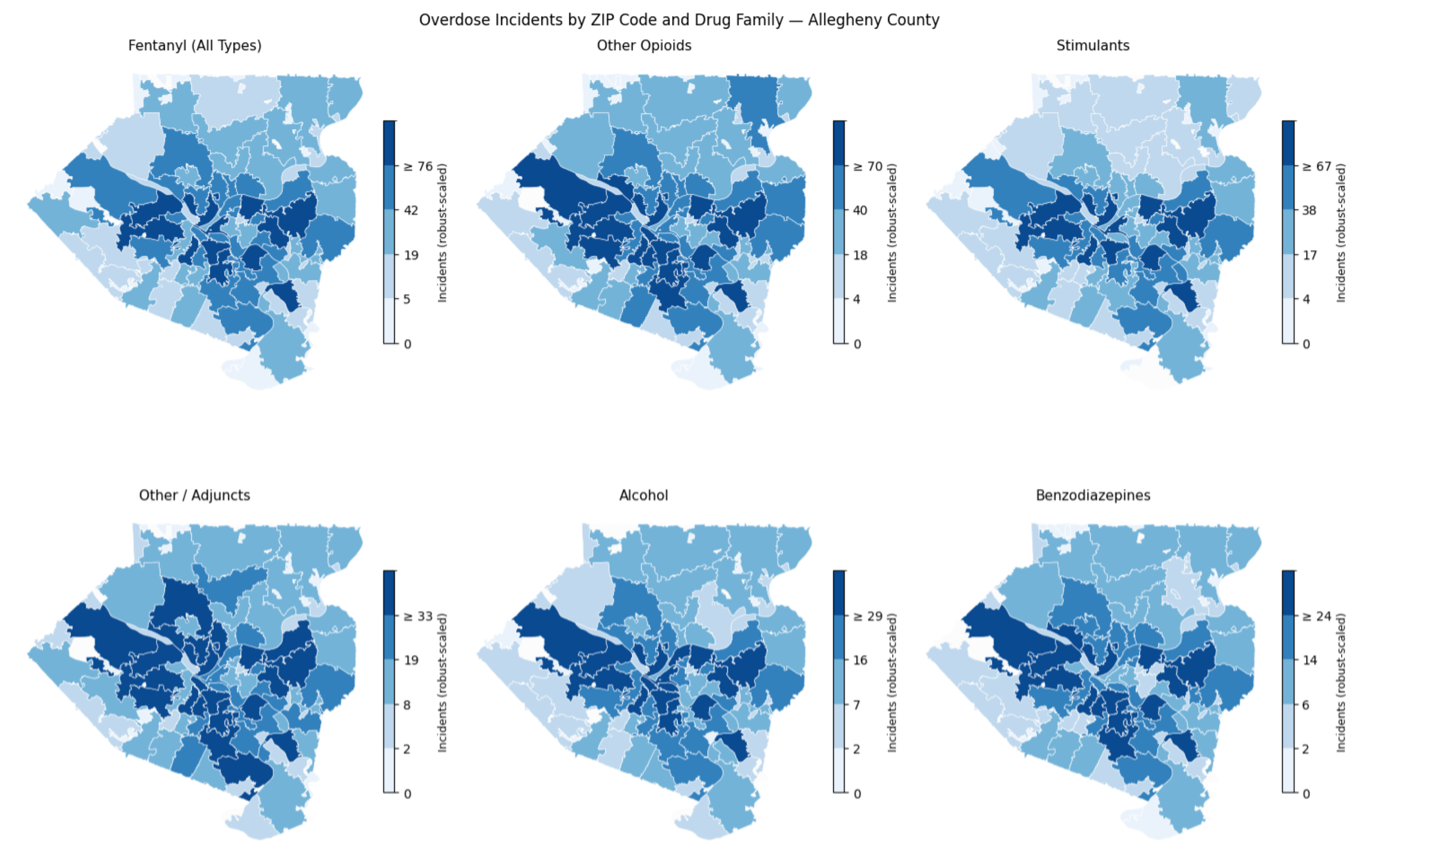 Overdose Incidents by ZIP Code and Drug Family — Allegheny County
Fentanyl (All Types)
≥ 76
42
19
5
0
Incidents (robust-scaled)
Other Opioids
≥ 70
40
18
4
0
Incidents (robust-scaled)
Stimulants
≥ 67
38
17
4
0
Incidents (robust-scaled)
Other / Adjuncts
≥ 33
19
8
2
0
Incidents (robust-scaled)
Alcohol
≥ 29
16
7
2
0
Incidents (robust-scaled)
Benzodiazepines
≥ 24
14
6
2
0
Incidents (robust-scaled)